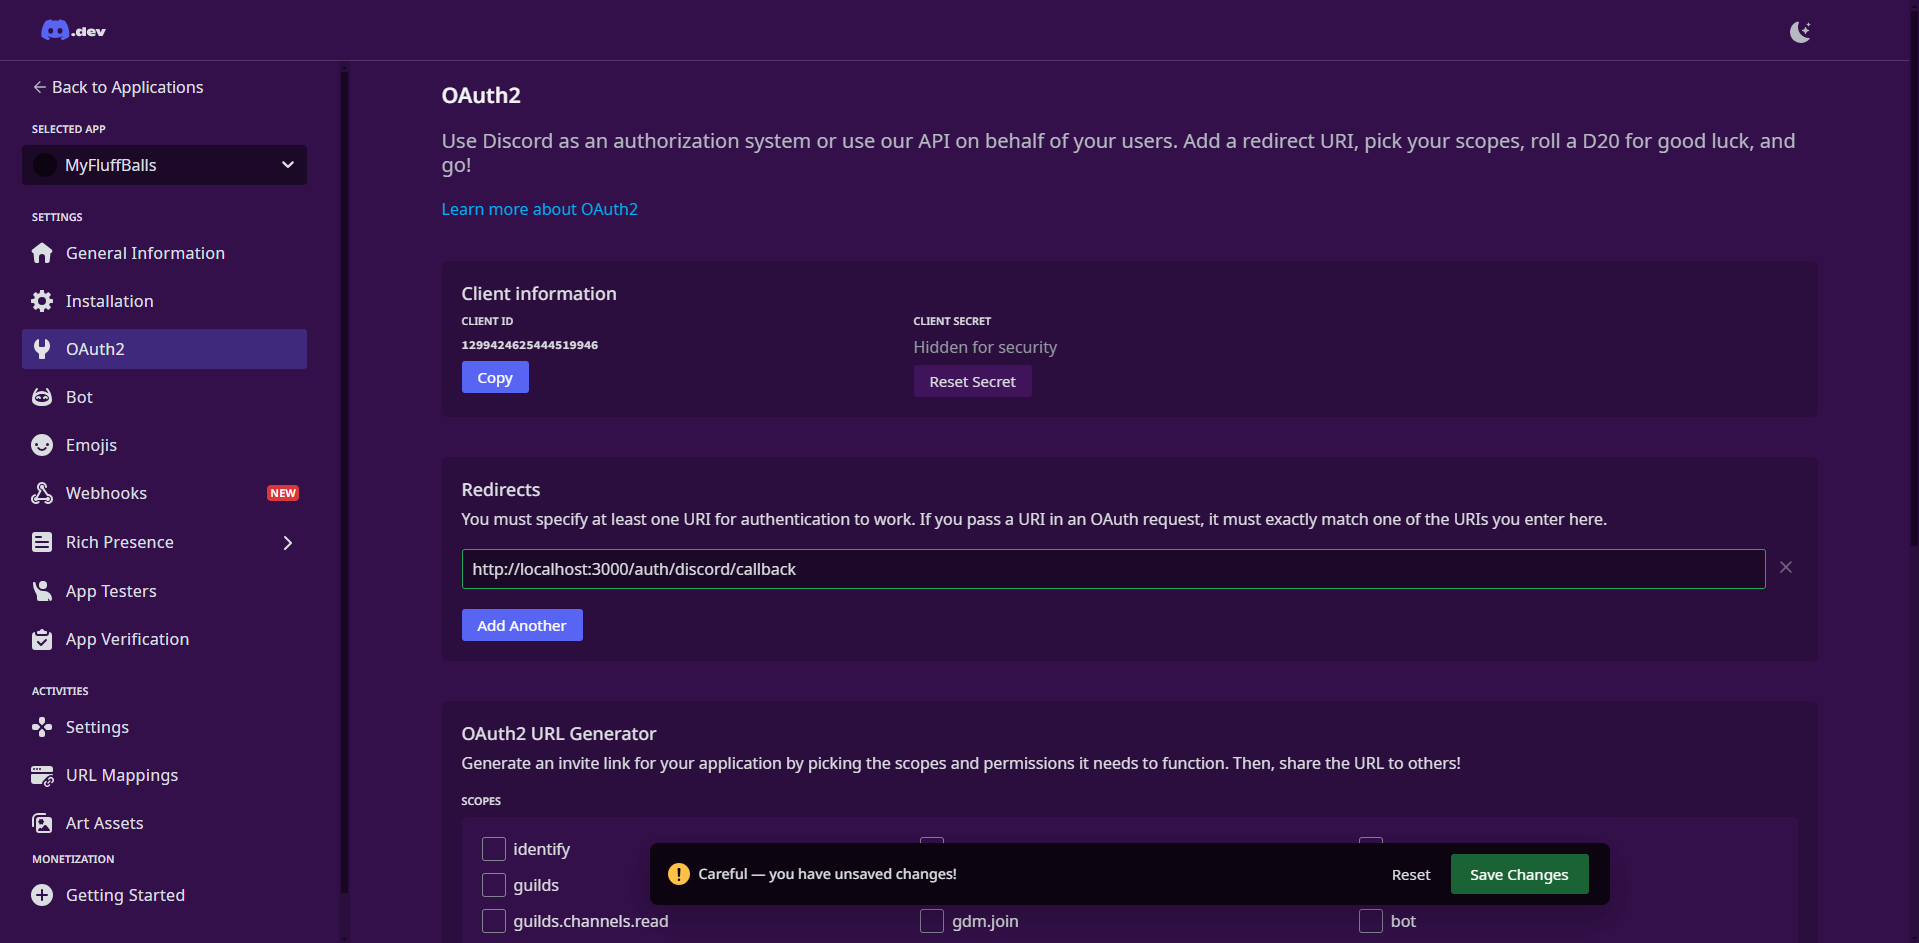 .dev
Back to Applications
SELECTED APP
MyFluffBalls
SETTINGS
General Information
Installation
OAuth2
Bot
Emojis
Webhooks
NEW
Rich Presence
App Testers
App Verification
ACTIVITIES
Settings
URL Mappings
Art Assets
MONETIZATION
Getting Started
OAuth2
Use Discord as an authorization system or use our API on behalf of your users. Add a redirect URI, pick your scopes, roll a D20 for good luck, and
go!
Learn more about OAuth2
Client information
CLIENT ID
1299424625444519946
Copy
CLIENT SECRET
Hidden for security
Reset Secret
Redirects
You must specify at least one URI for authentication to work. If you pass a URI in an OAuth request, it must exactly match one of the URIs you enter here.
http://localhost:3000/auth/discord/callback
Add Another
OAuth2 URL Generator
Generate an invite link for your application by picking the scopes and permissions it needs to function. Then, share the URL to others!
SCOPES
identify
guilds
guilds.channels.read
gdm.join
bot
Careful — you have unsaved changes!
Reset
Save Changes